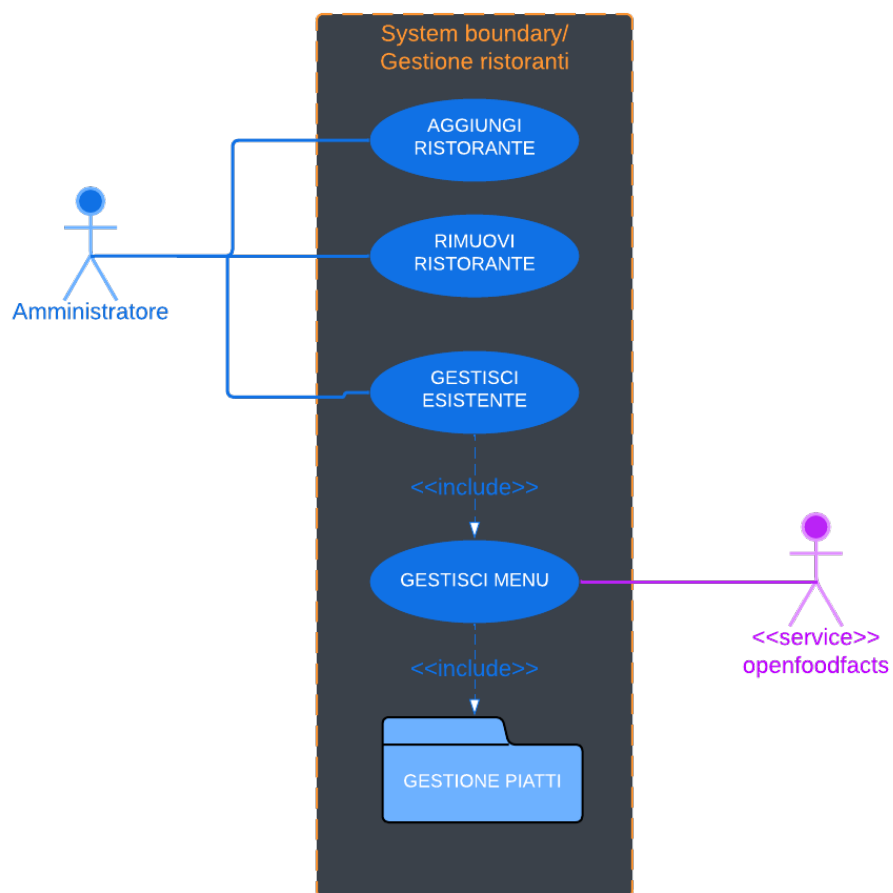 System boundary/
Gestione ristoranti
AGGIUNGI
RISTORANTE
RIMUOVI
RISTORANTE
Amministratore
GESTISCI
ESISTENTE
<<include>>
GESTISCI MENU
<<service>>
openfoodfacts
<<include>>
GESTIONE PIATTI